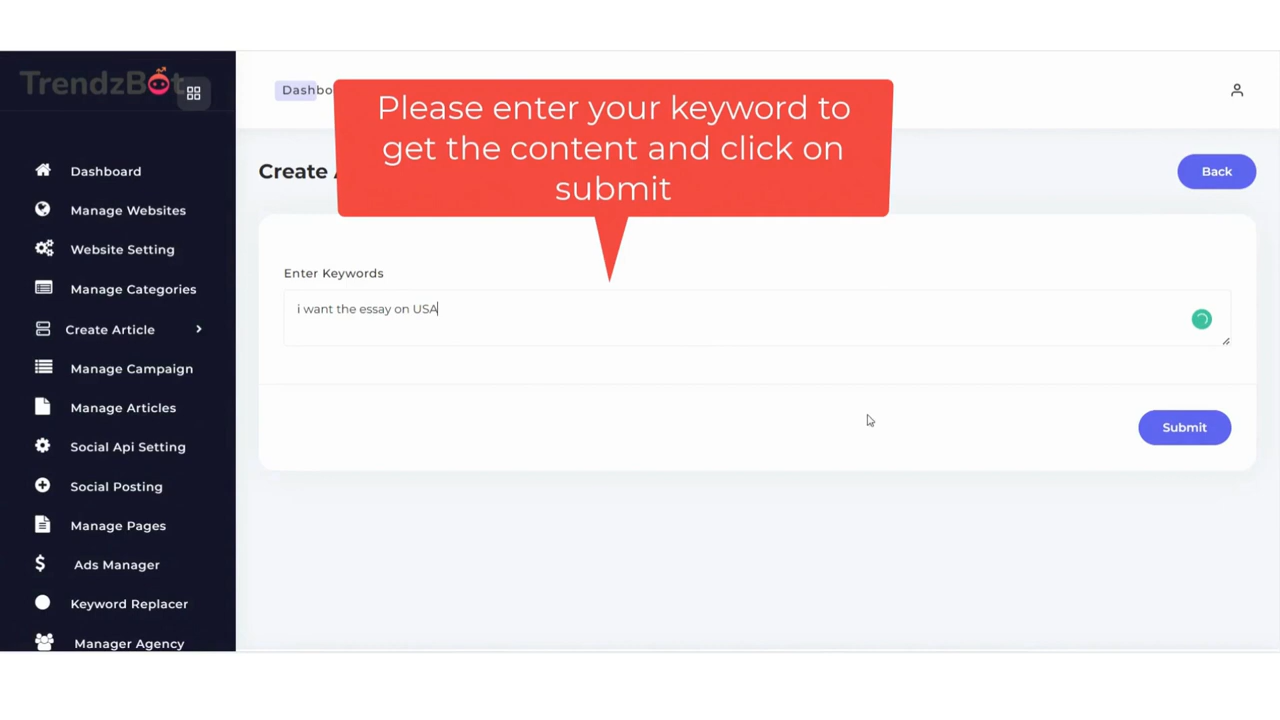 TrendzBot
Dashbo
Please enter your keyword to
get the content and click on
submit
Create
Back
Dashboard
Manage Websites
Website Setting
Manage Categories
Create Article
Manage Campaign
Manage Articles
Social Api Setting
Social Posting
Manage Pages
Ads Manager
Keyword Replacer
Manager Agency
Enter Keywords
i want the essay on USA
Submit